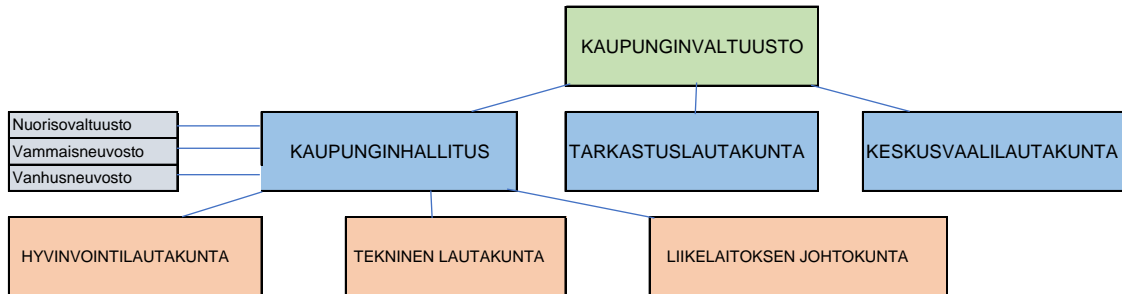 KAUPUNGINVALTUUSTO
Nuorisovaltuusto
Vammaisneuvosto
Vanhusneuvosto
KAUPUNGINHALLITUS
TARKASTUSLAUTAKUNTA
KESKUSVAALILAUTAKUNTA
HYVINVOINTILAUTAKUNTA
TEKNINEN LAUTAKUNTA
LIIKELAITOKSEN JOHTOKUNTA